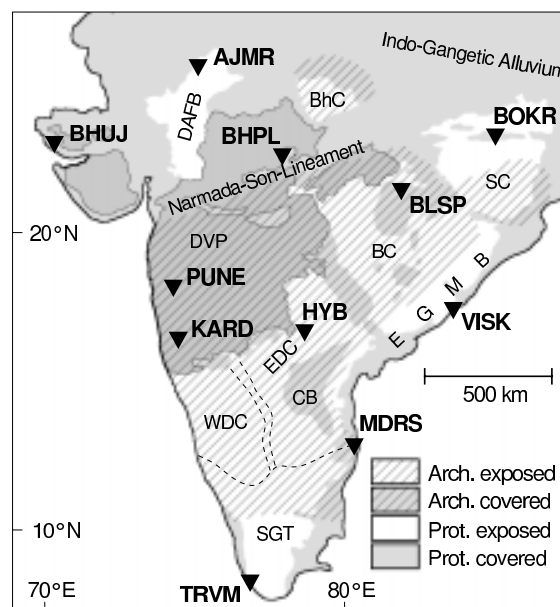 Indo-Gangetic Alluvium
AJMR
BhC
DAFB
BOKR
BHUJ
BHPL
Narmada-Son-Lineament
SC
BLSP
20°N
DVP
BC
E G M B
PUNE
HYB
VISK
KARD
EDC
500 km
CB
WDC
MDRS
Arch. exposed
Arch. covered
10°N
SGT
Prot. exposed
Prot. covered
TRVM
70°E
80°E